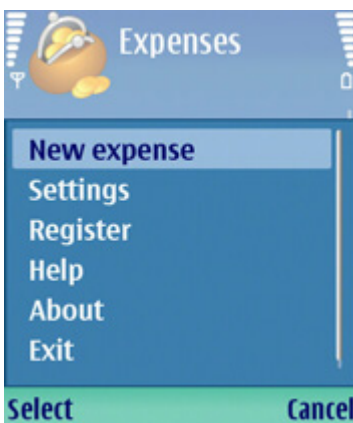 Expenses
New expense
Settings
Register
Help
About
Exit
Select Cancel